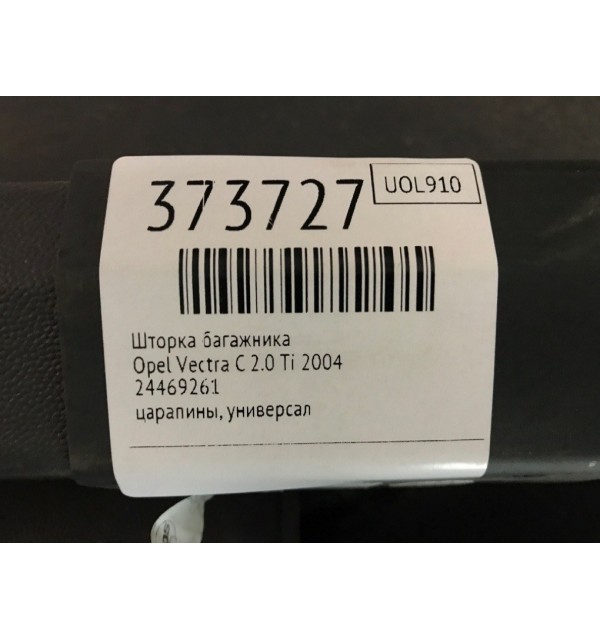 373727
UOL910
Шторка багажника
Opel Vectra C 2.0 Ti 2004
24469261
царапины, универсал